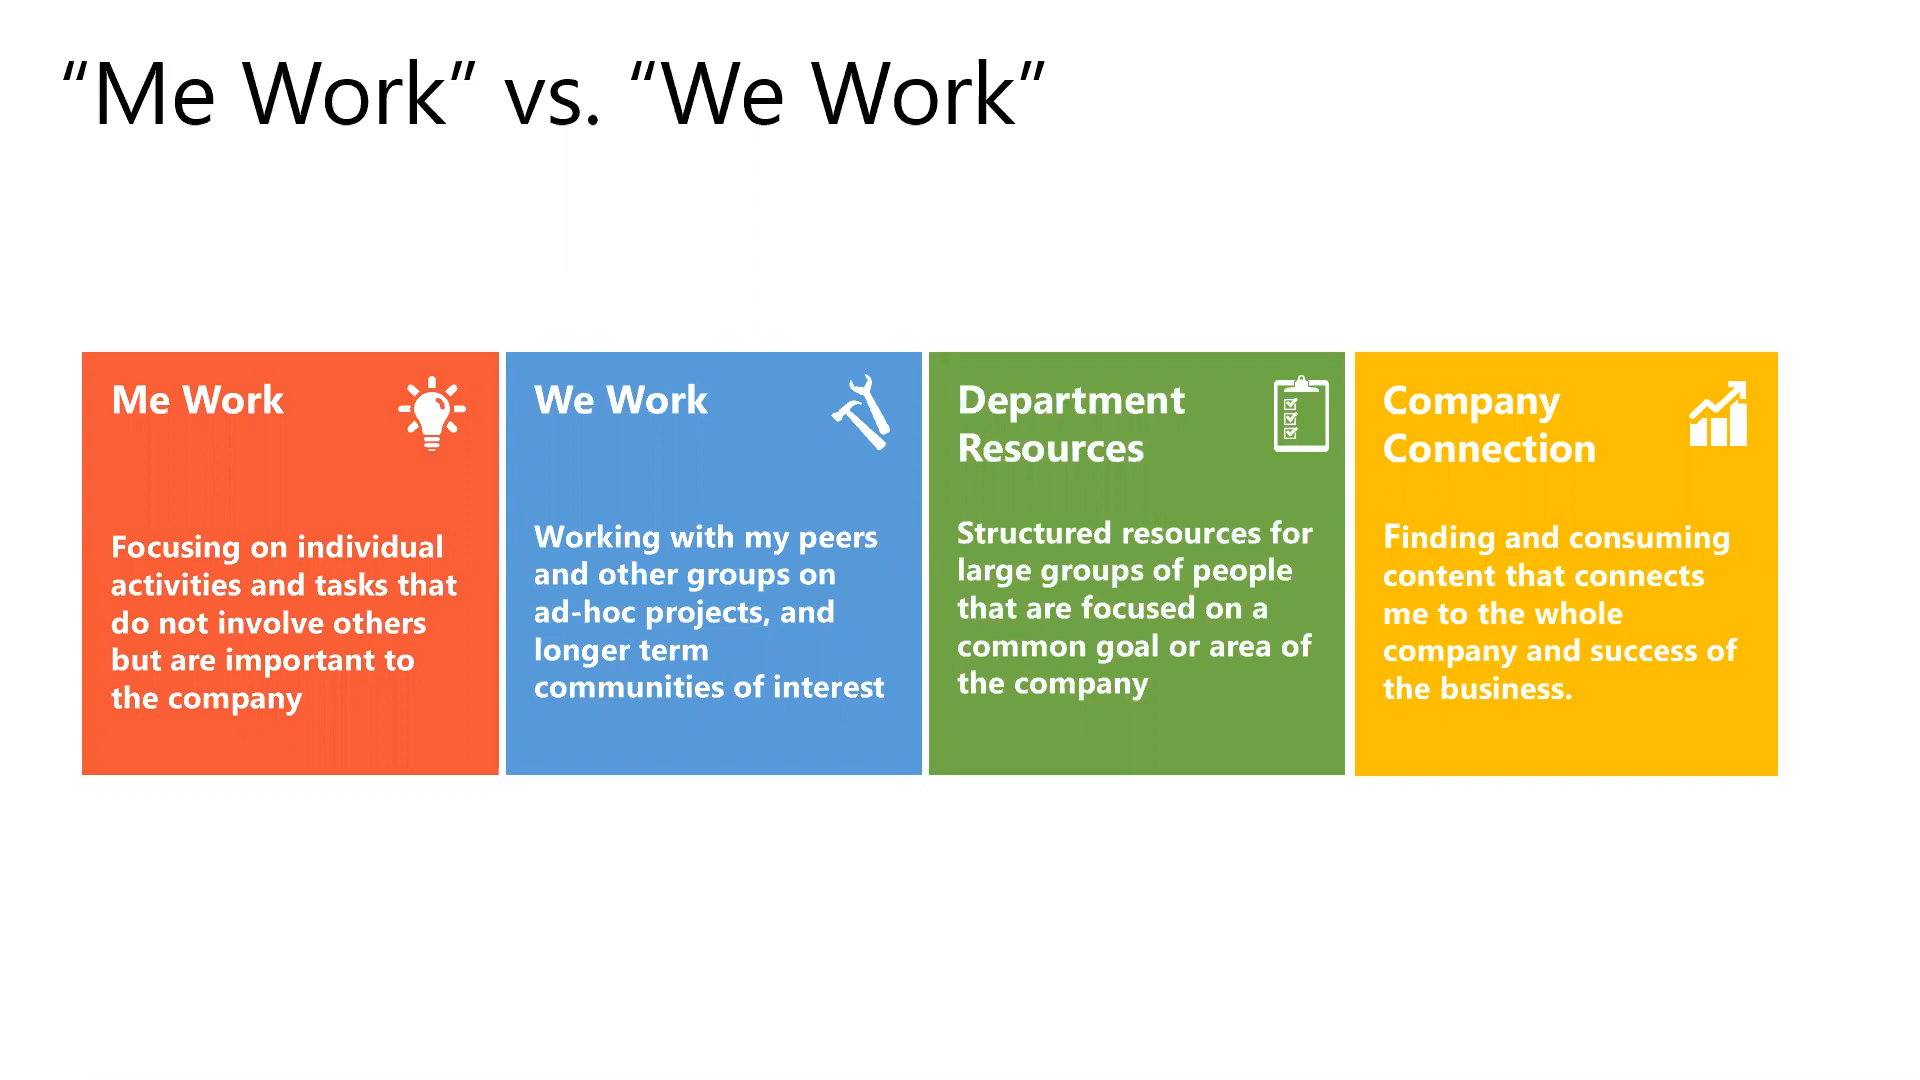 “Me Work” vs. “We Work”
Me Work
Focusing on individual
activities and tasks that
do not involve others
but are important to
the company
We Work
Working with my peers
and other groups on
ad-hoc projects, and
longer term
communities of interest
Department
Resources
Structured resources for
large groups of people
that are focused on a
common goal or area of
the company
Company
Connection
Finding and consuming
content that connects
me to the whole
company and success of
the business.